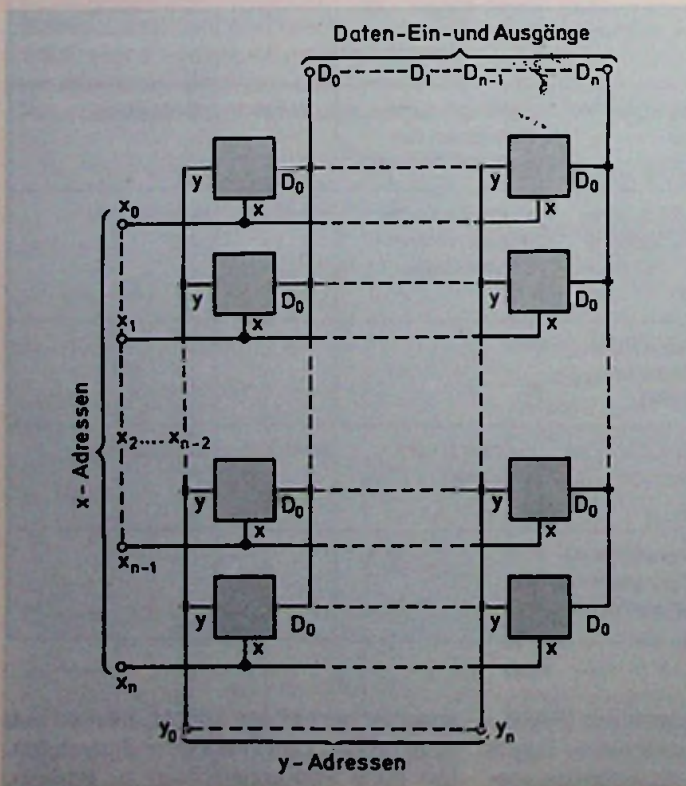 Daten-Ein-und Ausgänge
D₀ D₁ Dₙ₋₁ Dₙ
y D₀ y D₀
x₀ x x
y D₀ y D₀
x₁ x x
x-Adressen
x₂.... xₙ₋₂
y D₀ y D₀
xₙ₋₁ x x
y D₀ y D₀
xₙ x x
y₀ yₙ
y-Adressen